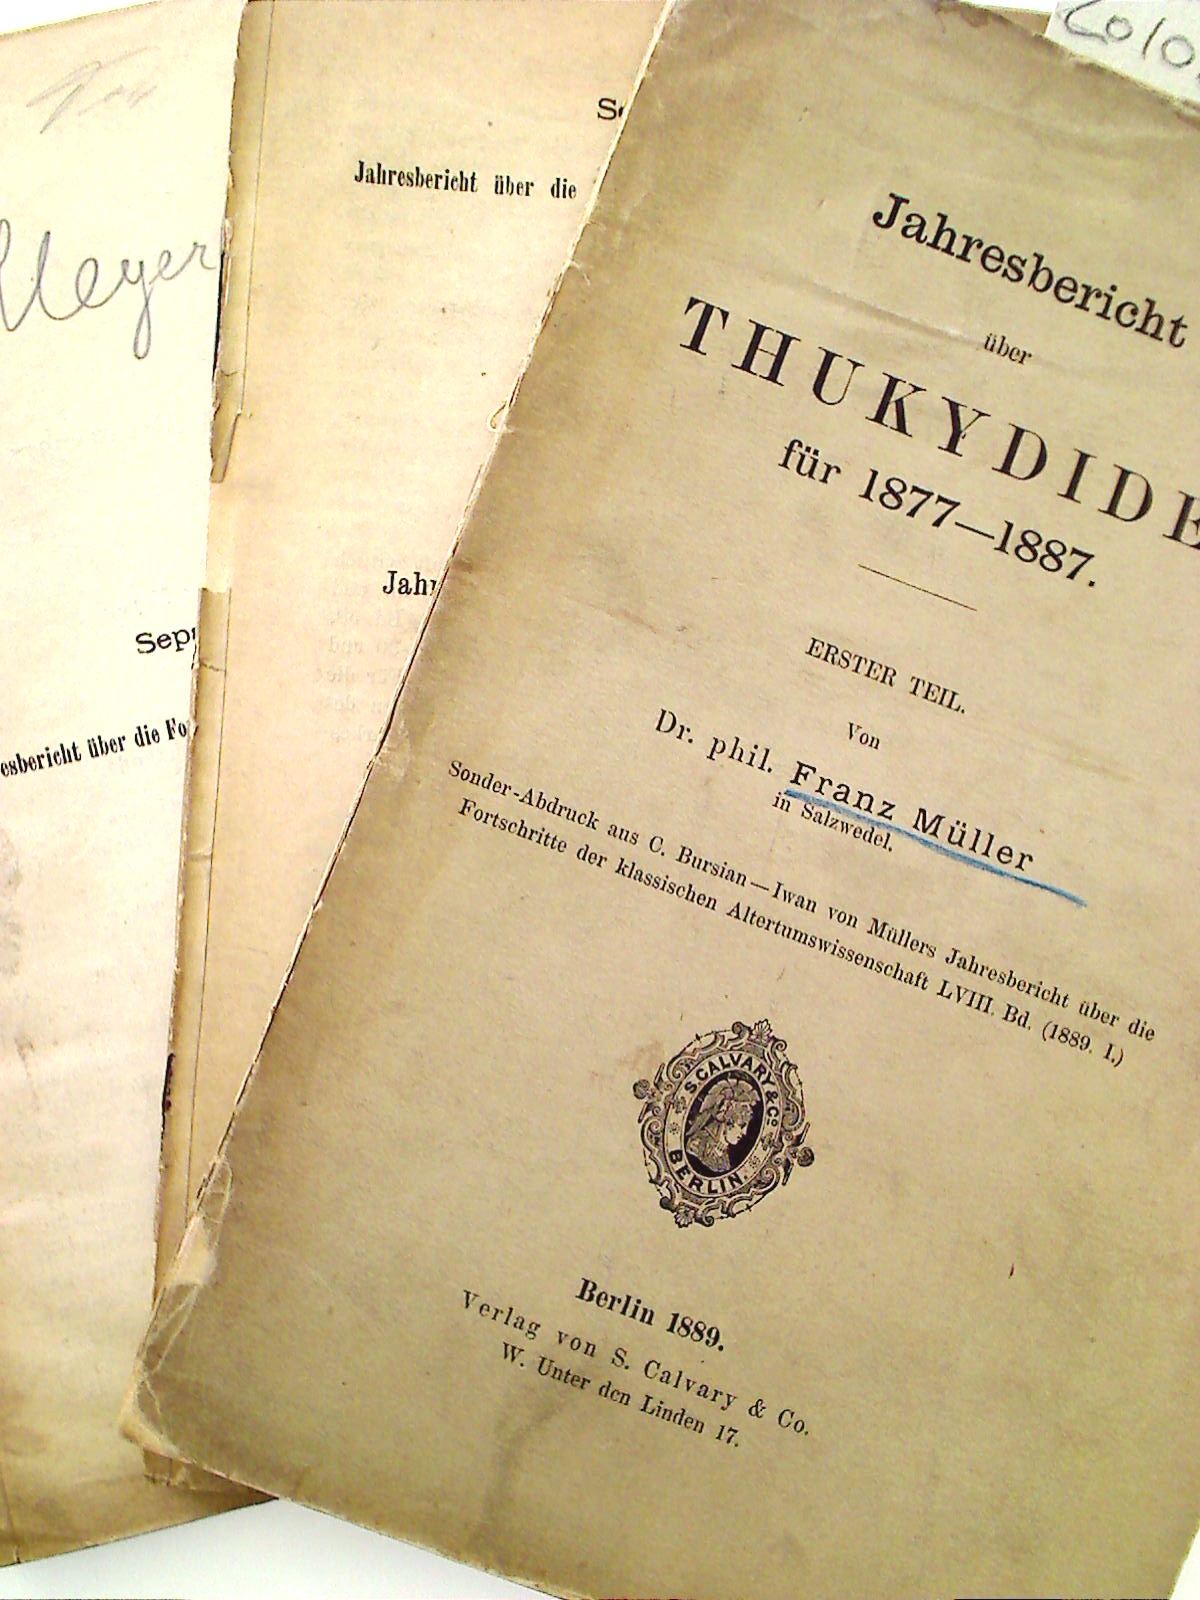 Meyer
Sepr
esbericht über die Fo
Jahresbericht über die
Jahr
Jahresbericht
über
THUKYDIDE
für 1877—1887.
ERSTER TEIL.
Von
Dr. phil. Franz Müller
in Salzwedel.
Sonder-Abdruck aus C. Bursian—Iwan von Müllers Jahresbericht über die
Fortschritte der klassischen Altertumswissenschaft LVIII. Bd. (1889. I.)
S. CALVARY & Co.
BERLIN.
Berlin 1889.
Verlag von S. Calvary & Co.
W. Unter den Linden 17.